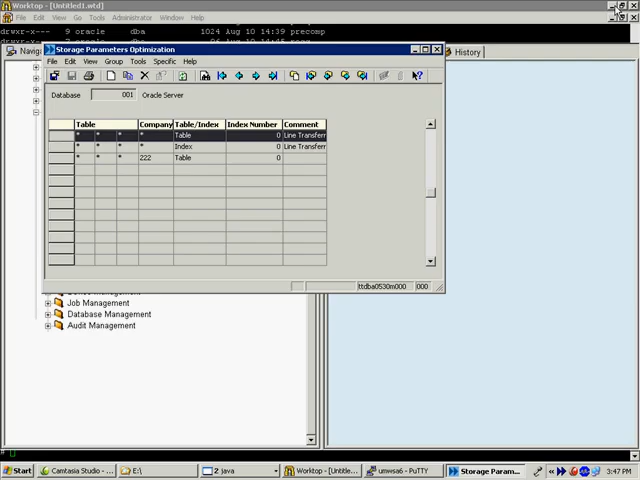 Worktop - [Untitled1.wtd]
File Edit View Go Tools Administrator Window Help
drwxr-x--- 9 oracle dba 1024 Aug 10 14:39 precomp
Storage Parameters Optimization
History
File Edit View Group Tools Specific Help
Database 001 Oracle Server
Table Company Table/Index Index Number Comment
* * * * Table 0 Line Transferr
* * * * Index 0 Line Transferr
* * * 222 Table 0
ttdba0530m000 000
Job Management
Database Management
Audit Management
Start Camtasia Studio - ... E:\ 2 java Worktop - [Untitle... umwsa6 - PuTTY Storage Param... 3:47 PM